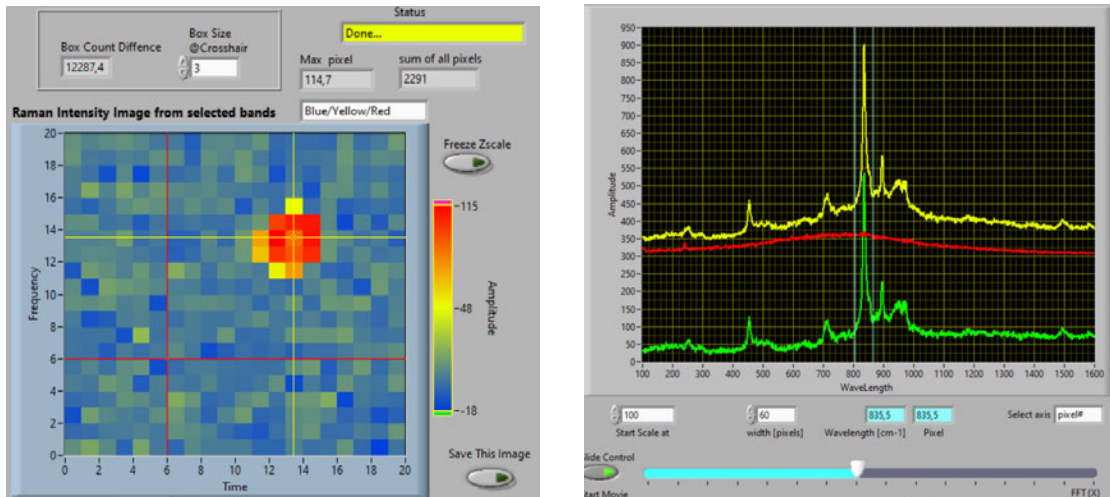 Status
Done...
Box Count Diffence
12287,4
Box Size
@Crosshair
3
Max pixel
114,7
sum of all pixels
2291
Raman Intensity Image from selected bands
Blue/Yellow/Red
Freeze Zscale
20
18
16
14
12
10
8
6
4
2
0
Frequency
0 2 4 6 8 10 12 14 16 18 20
Time
115
48
-18
Amplitude
Save This Image
950
900
850
800
750
700
650
600
550
500
450
400
350
300
250
200
150
100
50
0
Amplitude
100 200 300 400 500 600 700 800 900 1000 1100 1200 1300 1400 1500 1600
WaveLength
100
Start Scale at
60
width [pixels]
835,5
Wavelength [cm-1]
835,5
Pixel
Select axis
pixel#
Slide Control
Start Movie
FFT(X)